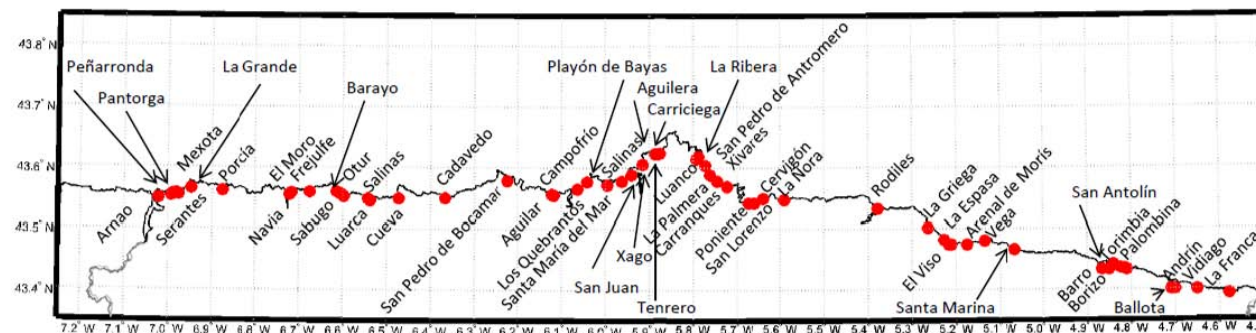 43.8° N
43.7° N
43.6° N
43.5° N
43.4° N
Peñarronda
Pantorga
La Grande
Mexota
Porcía
El Moro
Frejulfe
Barayo
Otur
Salinas
Cadavedo
Campofrío
Playón de Bayas
Salinas
Aguilera
Carriciega
La Ribera
San Pedro de Antromero
Xivares
Cervigón
La Nora
Rodiles
La Griega
La Espasa
Arenal de Morís
Vega
San Antolín
Torimbia
Palombina
Andrín
Vidiago
La Franca
Arnao
Serantes
Navia
Sabugo
Luarca
Cueva
San Pedro de Bocamar
Aguilar
Los Quebrantos
Santa María del Mar
San Juan
Xago
Tenrero
Luanco
La Palmera
Carranques
Poniente
San Lorenzo
El Viso
Santa Marina
Barro
Borizo
Ballota
7.2° W 7.1° W 7.0° W 6.9° W 6.8° W 6.7° W 6.6° W 6.5° W 6.4° W 6.3° W 6.2° W 6.1° W 6.0° W 5.9° W 5.8° W 5.7° W 5.6° W 5.5° W 5.4° W 5.3° W 5.2° W 5.1° W 5.0° W 4.9° W 4.8° W 4.7° W 4.6° W